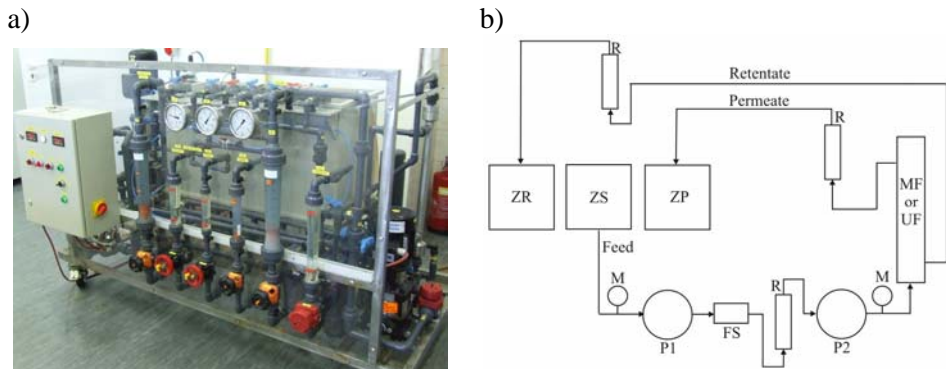 a)
b)
R
Retentate
Permeate
R
ZR
ZS
ZP
MF
or
UF
Feed
M
R
M
P1
FS
P2